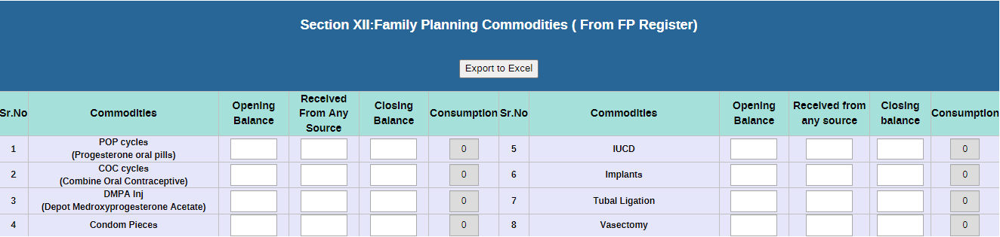 Section XII:Family Planning Commodities ( From FP Register)
Export to Excel
Sr.No Commodities Opening Balance Received From Any Source Closing Balance Consumption Sr.No Commodities Opening Balance Received from any source Closing balance Consumption
1 POP cycles (Progesterone oral pills) 0 5 IUCD 0
2 COC cycles (Combine Oral Contraceptive) 0 6 Implants 0
3 DMPA Inj (Depot Medroxyprogesterone Acetate) 0 7 Tubal Ligation 0
4 Condom Pieces 0 8 Vasectomy 0